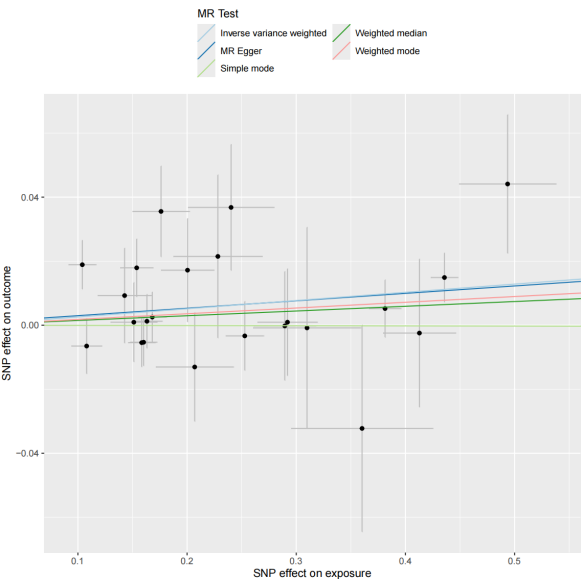 MR Test
Inverse variance weighted
Weighted median
MR Egger
Weighted mode
Simple mode
0.04
0.00
−0.04
SNP effect on outcome
0.1
0.2
0.3
0.4
0.5
SNP effect on exposure